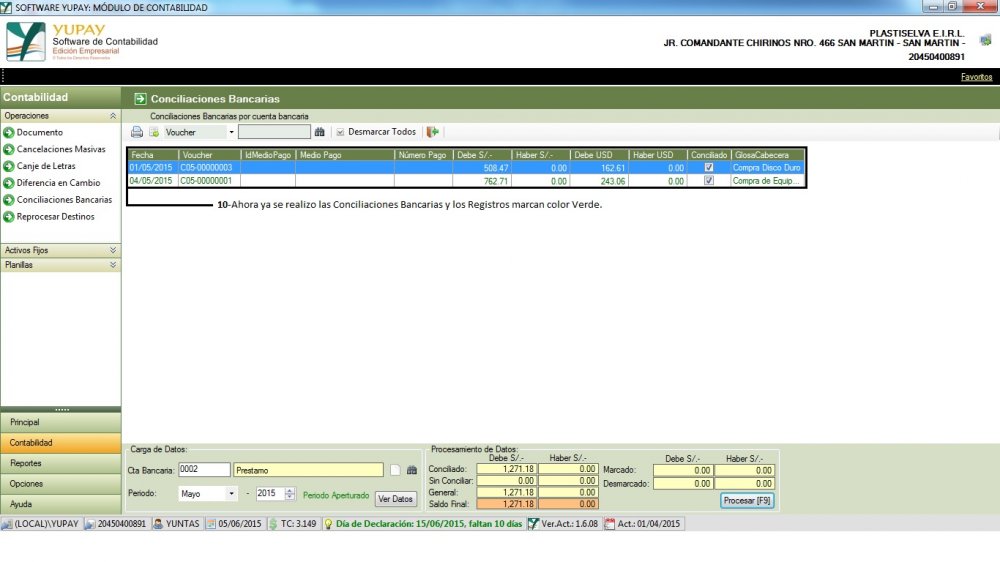 SOFTWARE YUPAY: MÓDULO DE CONTABILIDAD
YUPAY
Software de Contabilidad
Edición Empresarial
PLASTISELVA E.I.R.L.
JR. COMANDANTE CHIRINOS NRO. 466 SAN MARTIN - SAN MARTIN -
20450400891
Favoritos
Contabilidad
Conciliaciones Bancarias
Operaciones
Conciliaciones Bancarias por cuenta bancaria
Documento
Voucher
Desmarcar Todos
Cancelaciones Masivas
Canje de Letras
Diferencia en Cambio
Conciliaciones Bancarias
Reprocesar Destinos
Fecha Voucher IdMedioPago Medio Pago Número Pago Debe S/.- Haber S/.- Debe USD Haber USD Conciliado GlosaCabecera
01/05/2015 C05-00000003 508.47 0.00 162.61 0.00 Compra Disco Duro
04/05/2015 C05-00000001 762.71 0.00 243.06 0.00 Compra de Equip...
10-Ahora ya se realizo las Conciliaciones Bancarias y los Registros marcan color Verde.
Activos Fijos
Planillas
Principal
Contabilidad
Reportes
Opciones
Ayuda
Carga de Datos:
Cta Bancaria: 0002 Prestamo
Periodo: Mayo - 2015 Periodo Aperturado Ver Datos
Procesamiento de Datos:
Debe S/.- Haber S/.-
Conciliado: 1,271.18 0.00
Sin Conciliar: 0.00 0.00
General: 1,271.18 0.00
Saldo Final: 1,271.18 0.00
Debe S/.- Haber S/.-
Marcado: 0.00 0.00
Desmarcado: 0.00 0.00
Procesar [F9]
(LOCAL)\YUPAY 20450400891 YUNTAS 05/06/2015 TC: 3.149 Día de Declaración: 15/06/2015, faltan 10 días Ver.Act.: 1.6.08 Act.: 01/04/2015